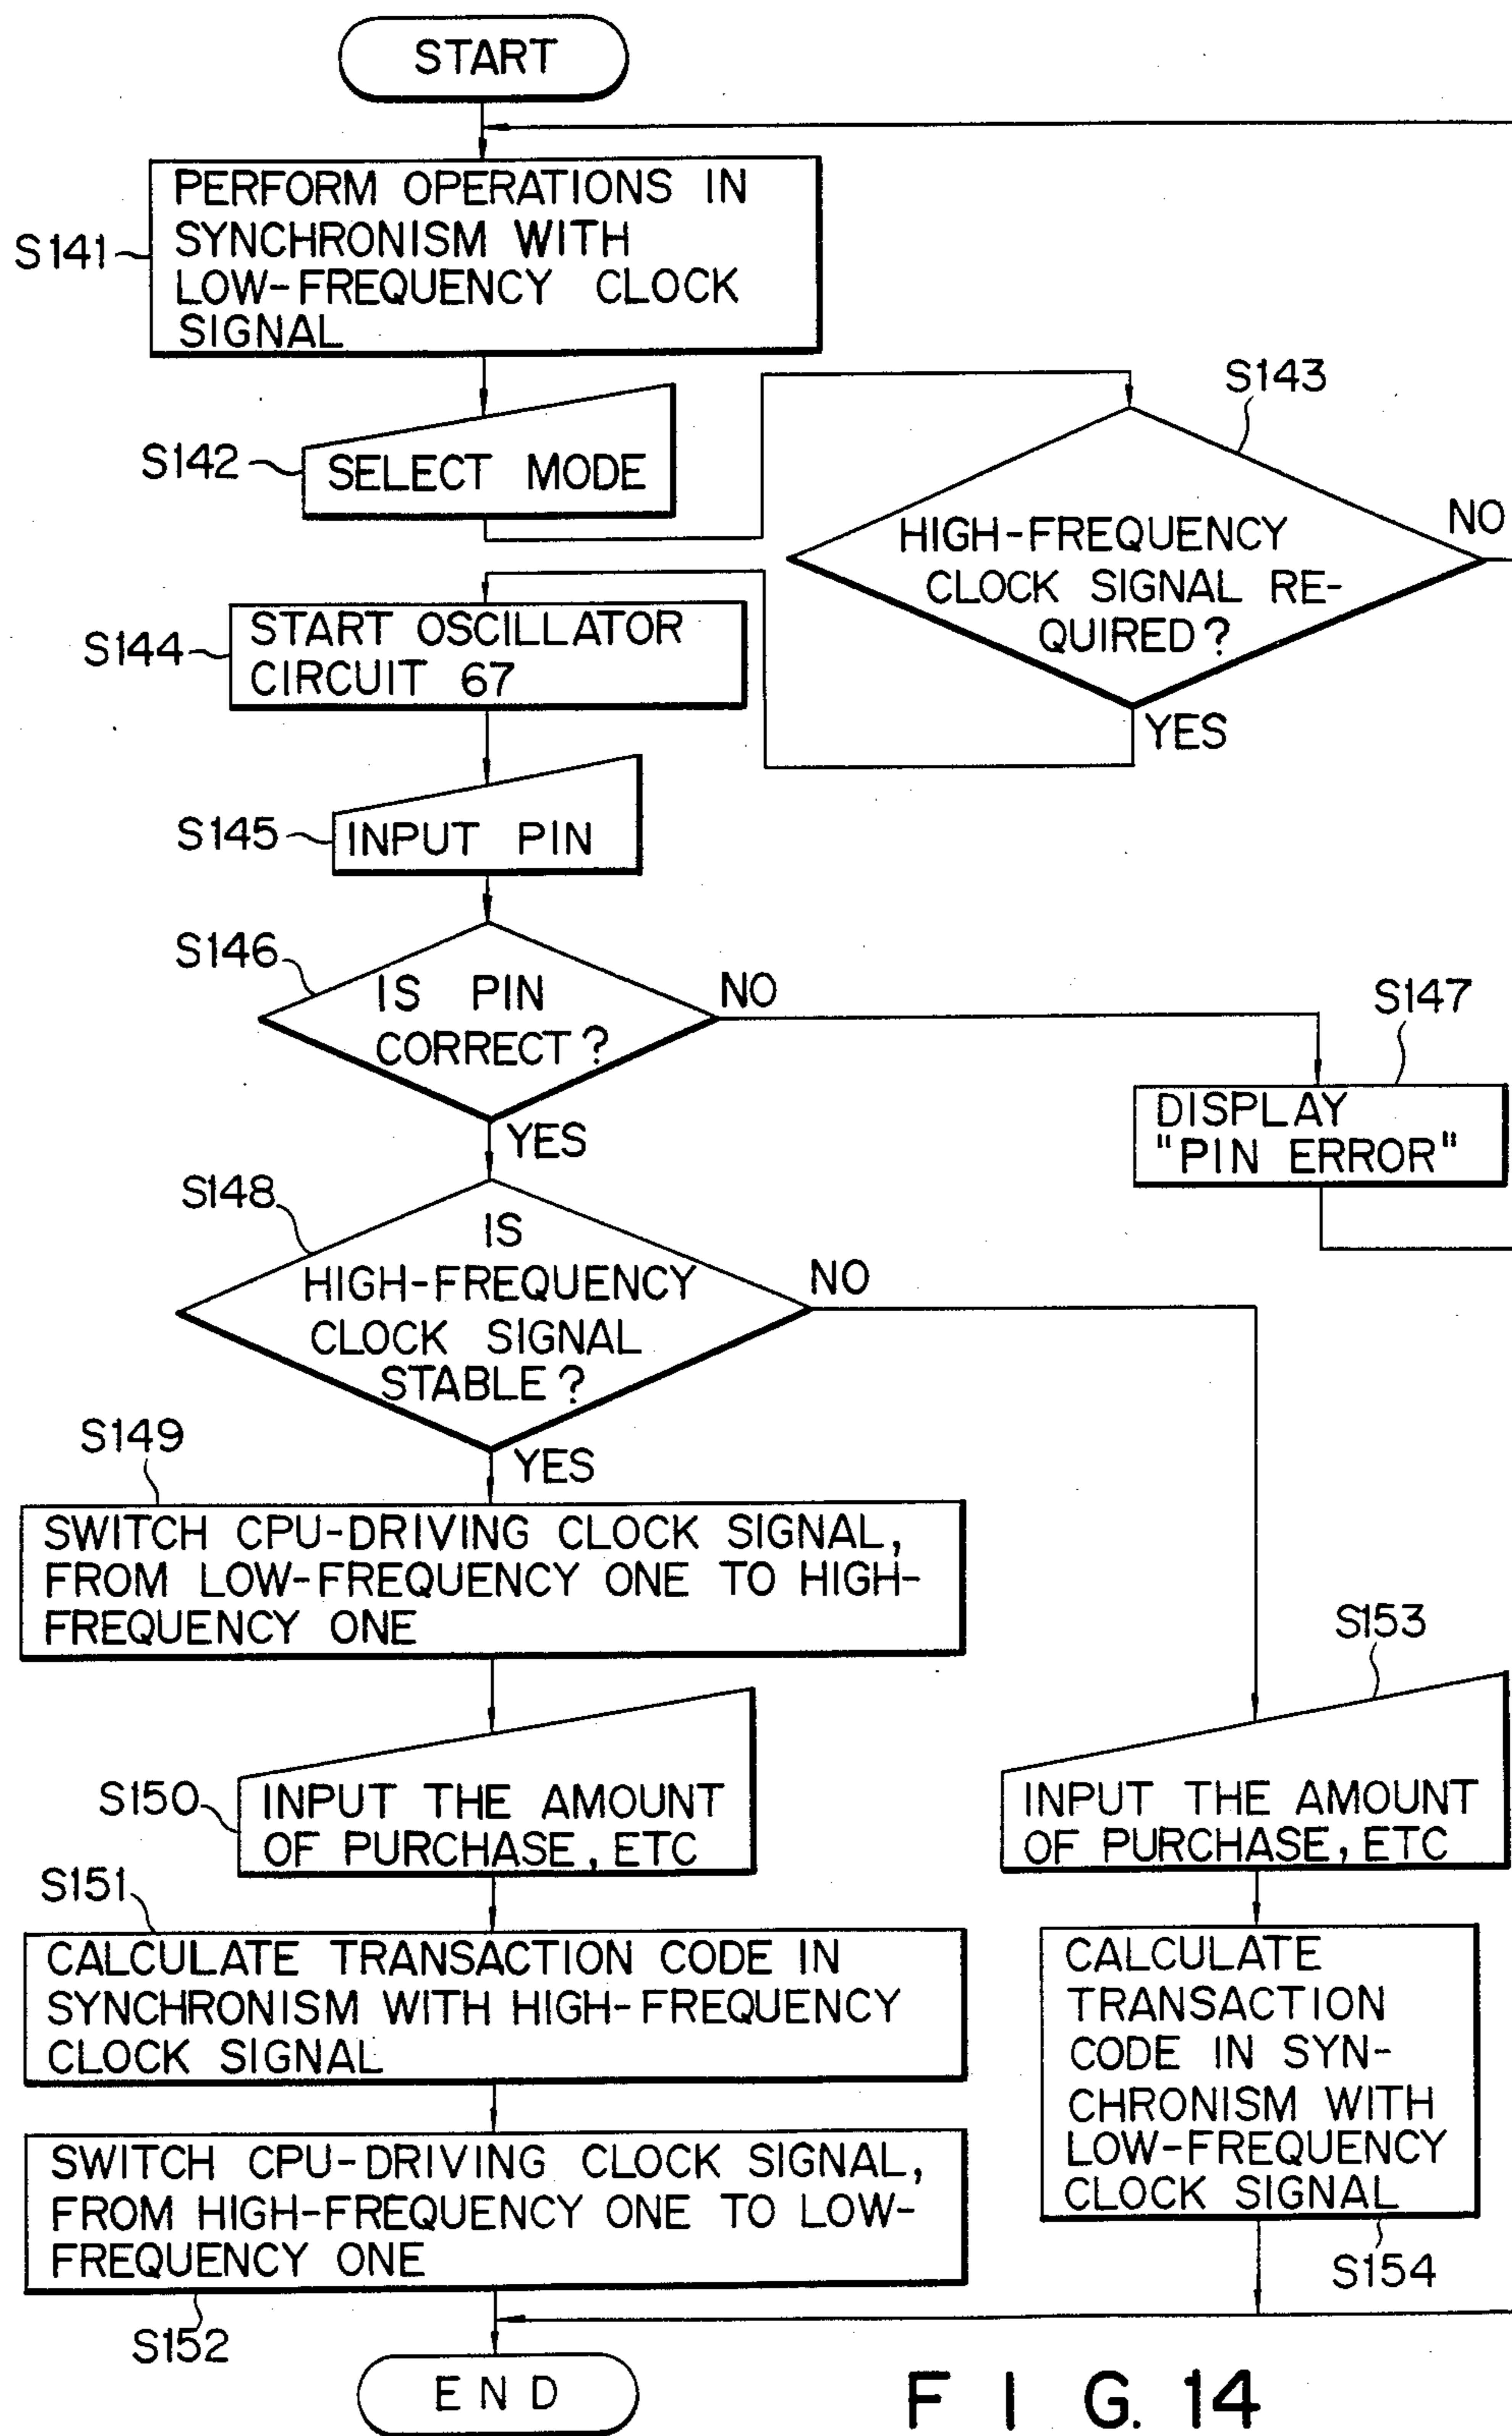 START
PERFORM OPERATIONS IN
SYNCHRONISM WITH
LOW-FREQUENCY CLOCK
SIGNAL
S141
S142
SELECT MODE
S143
HIGH-FREQUENCY
CLOCK SIGNAL RE-
QUIRED?
NO
YES
S144
START OSCILLATOR
CIRCUIT 67
S145
INPUT PIN
S146
IS PIN
CORRECT?
NO
YES
S147
DISPLAY
"PIN ERROR"
S148
IS
HIGH-FREQUENCY
CLOCK SIGNAL
STABLE?
NO
YES
S149
SWITCH CPU-DRIVING CLOCK SIGNAL,
FROM LOW-FREQUENCY ONE TO HIGH-
FREQUENCY ONE
S150
INPUT THE AMOUNT
OF PURCHASE, ETC
S151
CALCULATE TRANSACTION CODE IN
SYNCHRONISM WITH HIGH-FREQUENCY
CLOCK SIGNAL
SWITCH CPU-DRIVING CLOCK SIGNAL,
FROM HIGH-FREQUENCY ONE TO LOW-
FREQUENCY ONE
S152
S153
INPUT THE AMOUNT
OF PURCHASE, ETC
CALCULATE
TRANSACTION
CODE IN SYN-
CHRONISM WITH
LOW-FREQUENCY
CLOCK SIGNAL
S154
END
FIG. 14